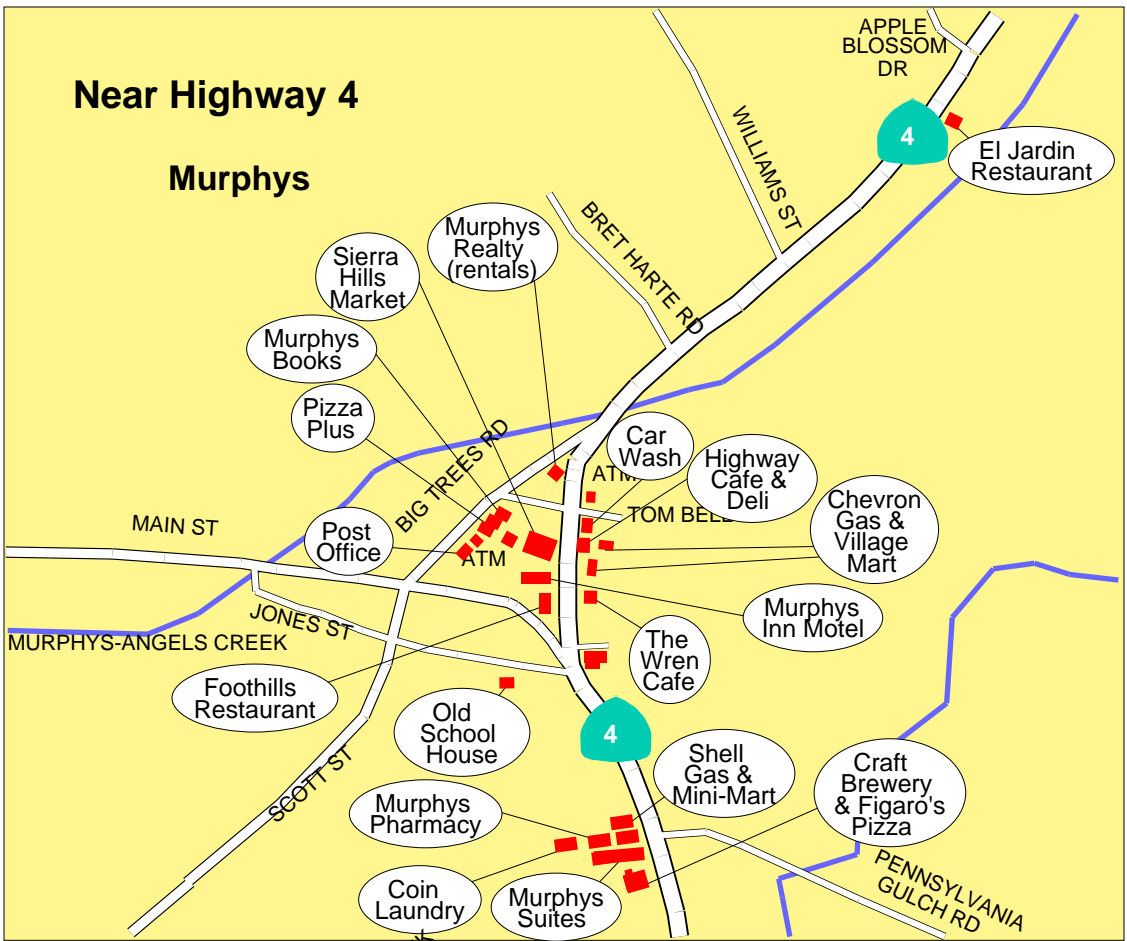 Near Highway 4
Murphys
APPLE
BLOSSOM
DR
4
El Jardin
Restaurant
WILLIAMS ST
BRET HARTE RD
Murphys
Realty
(rentals)
Sierra
Hills
Market
Murphys
Books
Pizza
Plus
BIG TREES RD
Car
Wash
ATM
Highway
Cafe &
Deli
TOM BELL
Chevron
Gas &
Village
Mart
MAIN ST
Post
Office
ATM
JONES ST
Murphys
Inn Motel
MURPHYS-ANGELS CREEK
The
Wren
Cafe
Foothills
Restaurant
Old
School
House
4
SCOTT ST
Shell
Gas &
Mini-Mart
Craft
Brewery
& Figaro's
Pizza
Murphys
Pharmacy
PENNSYLVANIA
GULCH RD
Coin
Laundry
Murphys
Suites